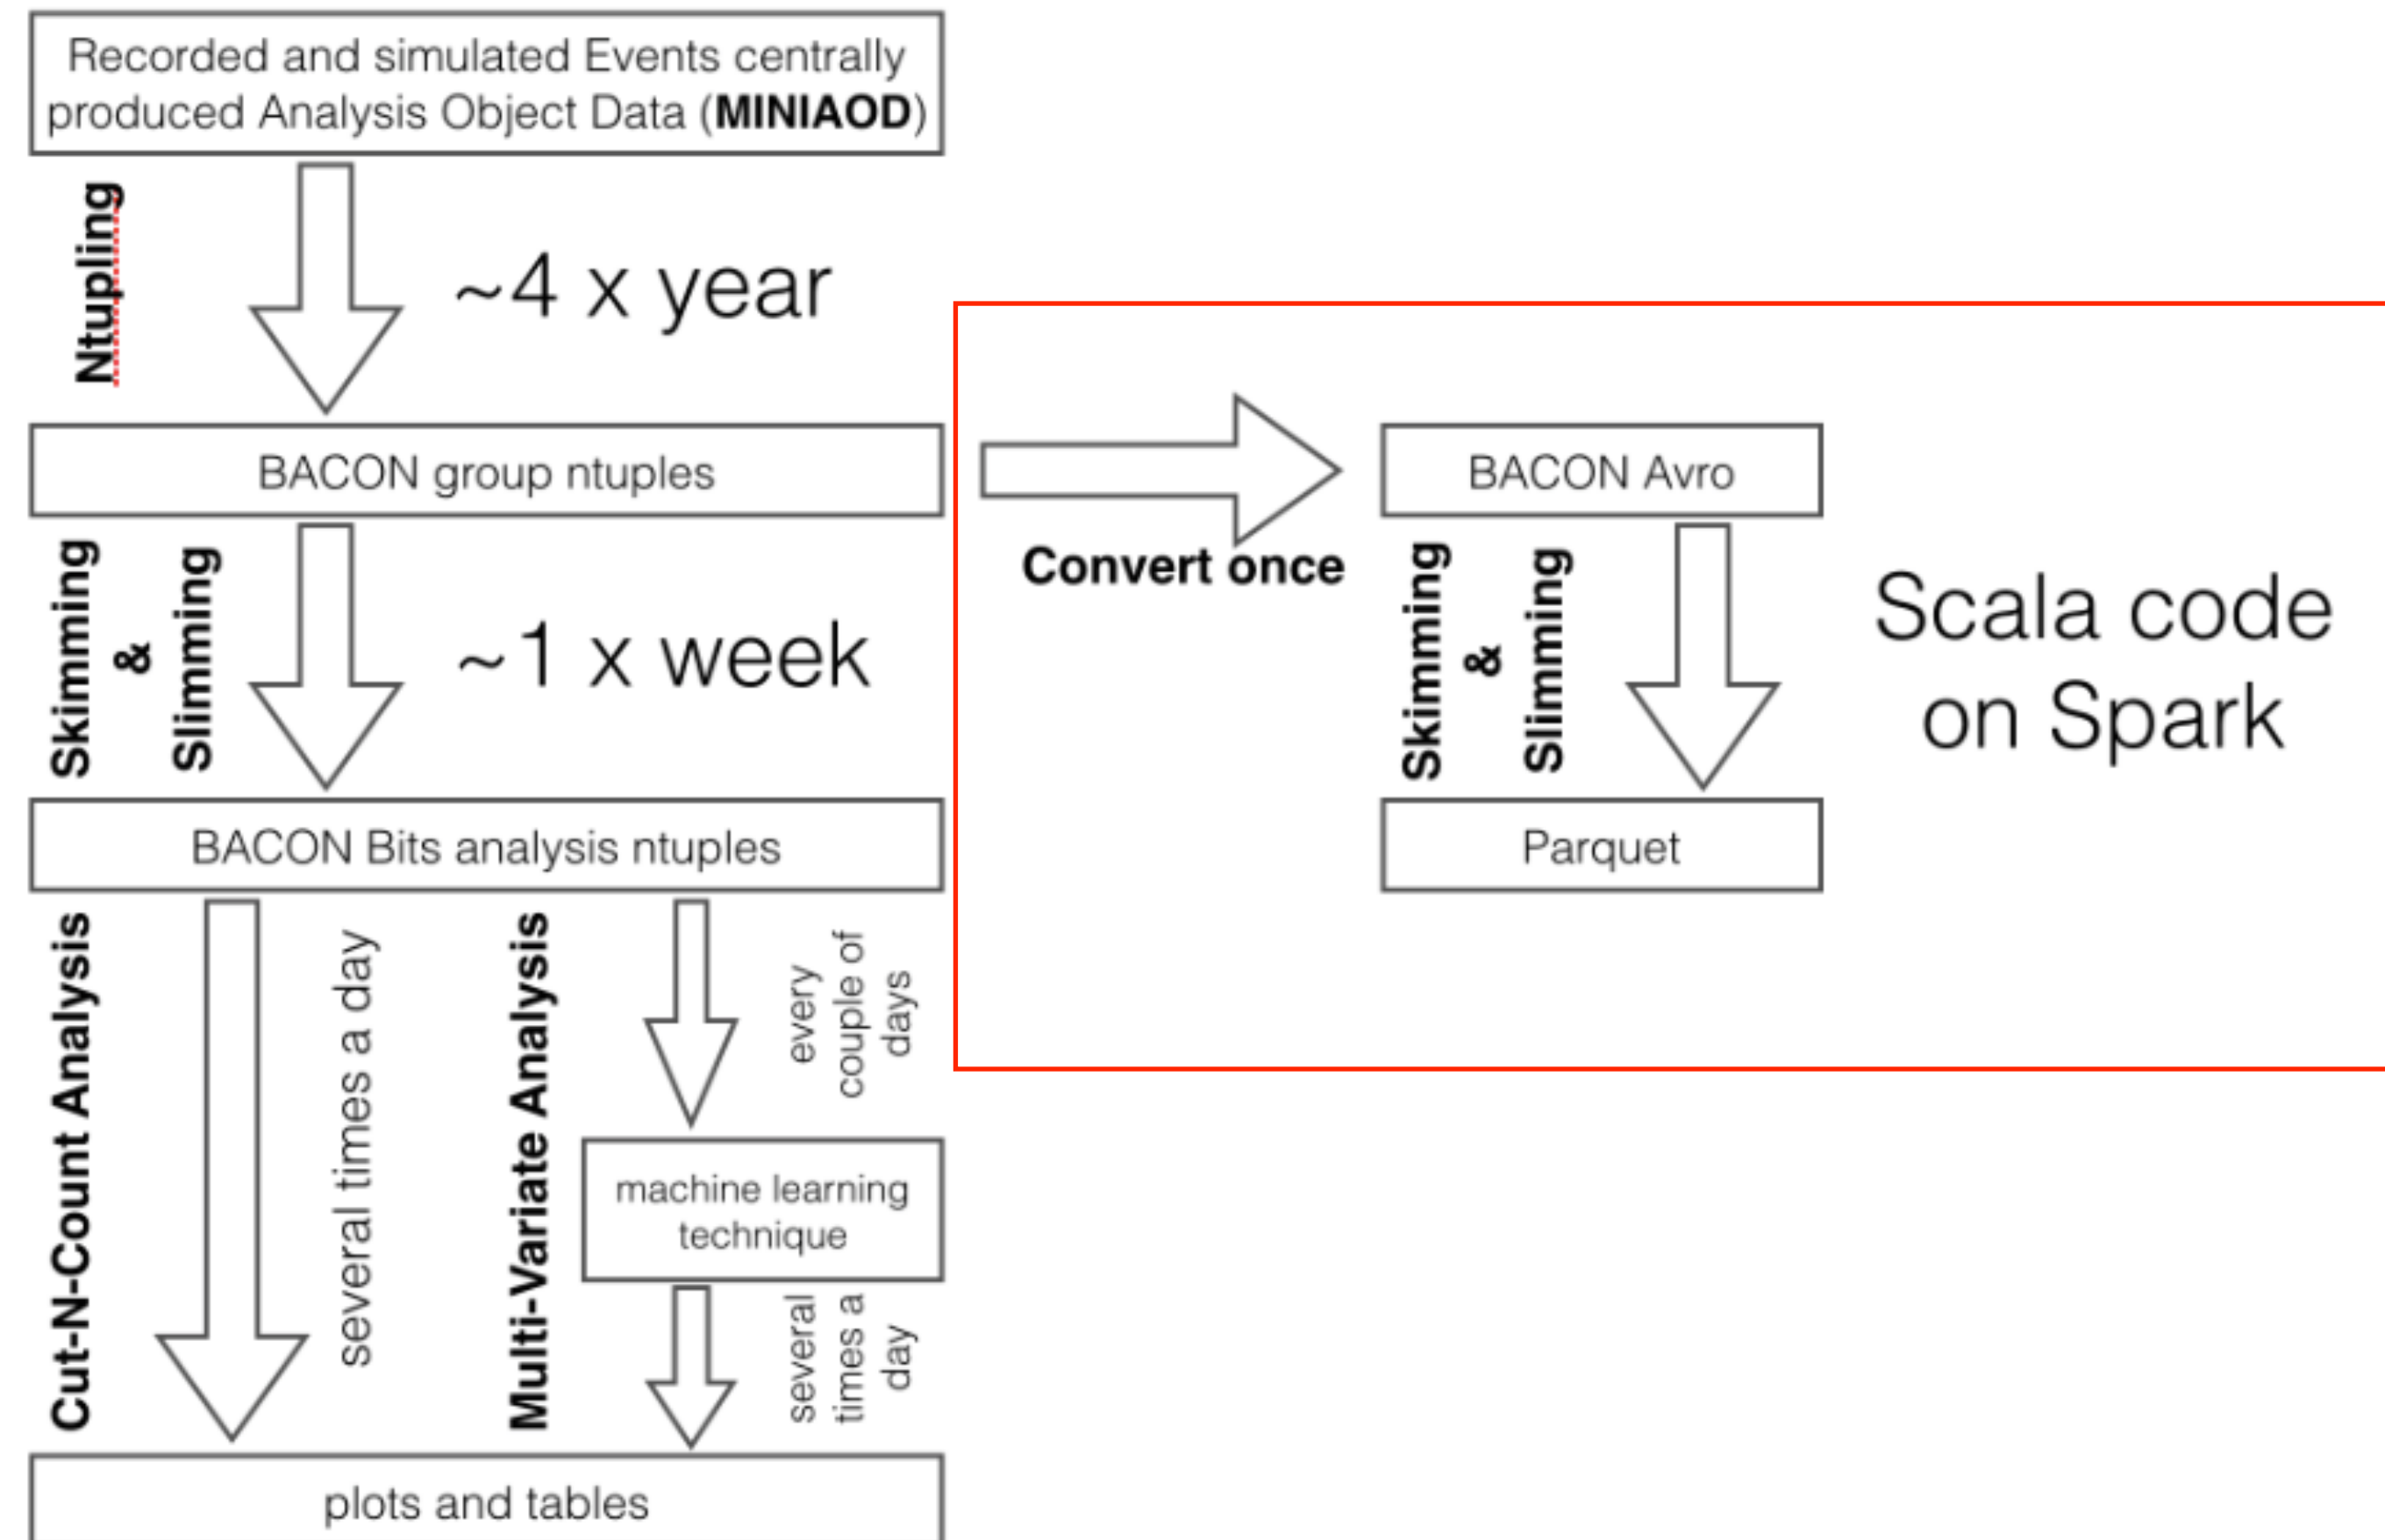 Recorded and simulated Events centrally
produced Analysis Object Data (MINIAOD)
Ntupling
~4 x year
BACON group ntuples
Convert once
BACON Avro
Skimming
&
Slimming
~1 x week
Skimming
&
Slimming
Scala code
on Spark
BACON Bits analysis ntuples
Parquet
Cut-N-Count Analysis
several times a day
Multi-Variate Analysis
every
couple of
days
machine learning
technique
several
times a
day
plots and tables